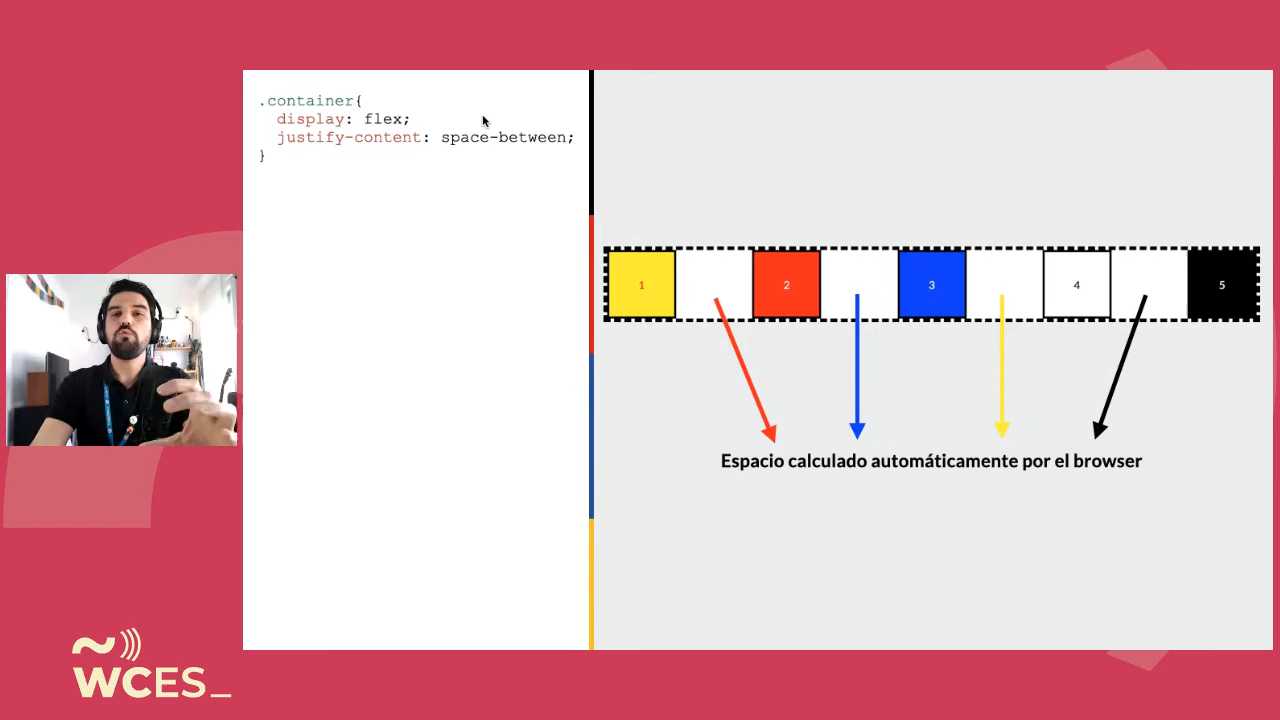 .container{
display: flex;
justify-content: space-between;
}
1 2 3 4 5
Espacio calculado automáticamente por el browser
WCES_